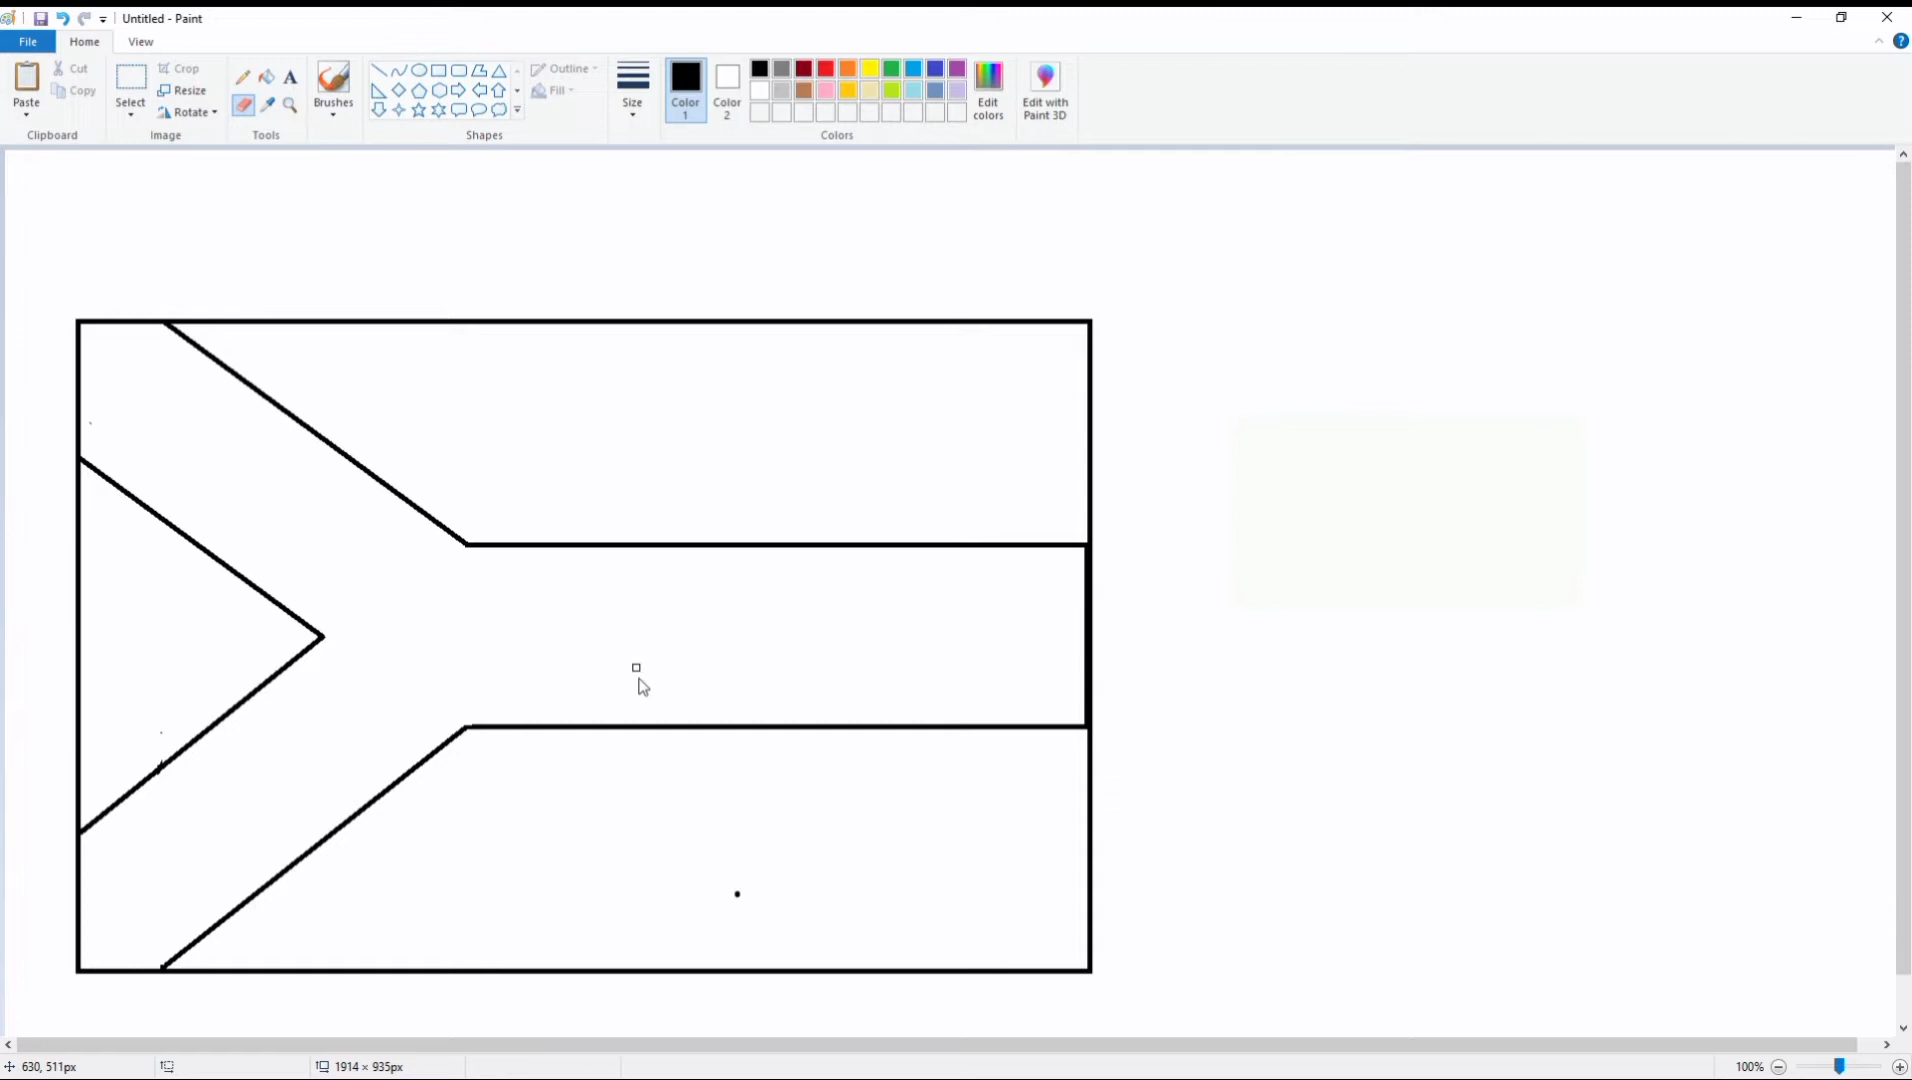 Untitled - Paint
File Home View
Paste
Cut
Copy
Clipboard
Select
Crop
Resize
Rotate
Image
A
Tools
Brushes
Shapes
Outline
Fill
Size
Color 1
Color 2
Edit colors
Colors
Edit with Paint 3D
?
630, 511px
1914 × 935px
100%